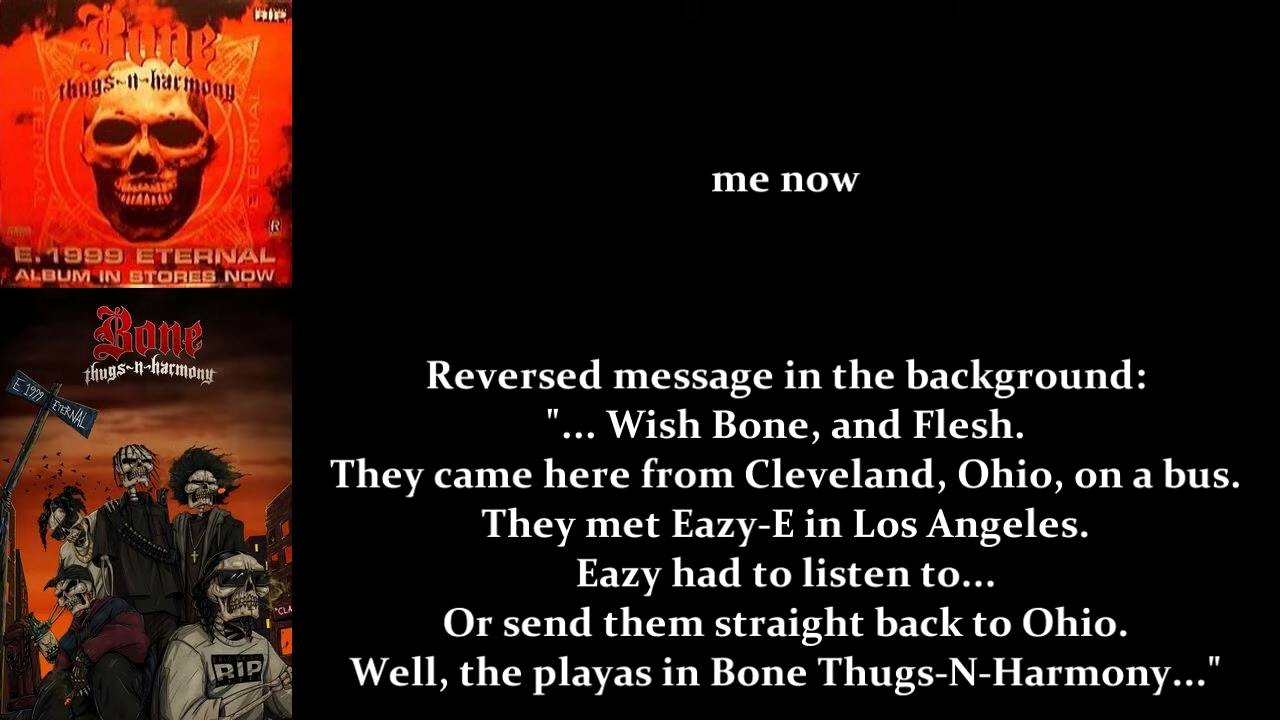 RIP
Bone
thugs~n~harmony
ETERNAL
ETERNAL
R
E. 1999 ETERNAL
ALBUM IN STORES NOW
Bone
thugs~n~harmony
E. 1999 ETERNAL
"CLA
RIP
me now
Reversed message in the background:
"... Wish Bone, and Flesh.
They came here from Cleveland, Ohio, on a bus.
They met Eazy-E in Los Angeles.
Eazy had to listen to...
Or send them straight back to Ohio.
Well, the playas in Bone Thugs-N-Harmony..."